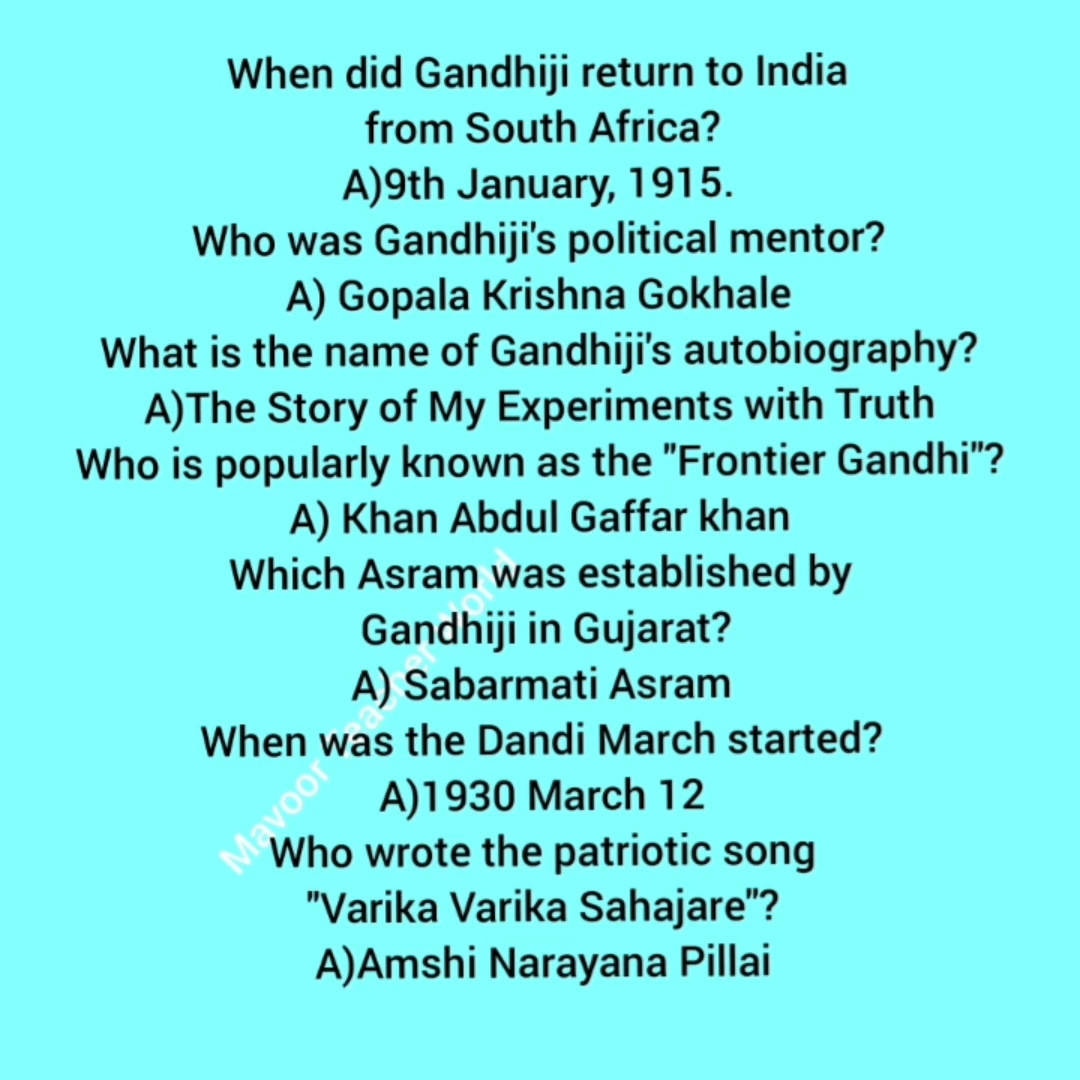 When did Gandhiji return to India
from South Africa?
A)9th January, 1915.
Who was Gandhiji's political mentor?
A) Gopala Krishna Gokhale
What is the name of Gandhiji's autobiography?
A)The Story of My Experiments with Truth
Who is popularly known as the "Frontier Gandhi"?
A) Khan Abdul Gaffar khan
Which Asram was established by
Gandhiji in Gujarat?
A) Sabarmati Asram
When was the Dandi March started?
A)1930 March 12
Who wrote the patriotic song
"Varika Varika Sahajare"?
A)Amshi Narayana Pillai
Mavoor Teacher World